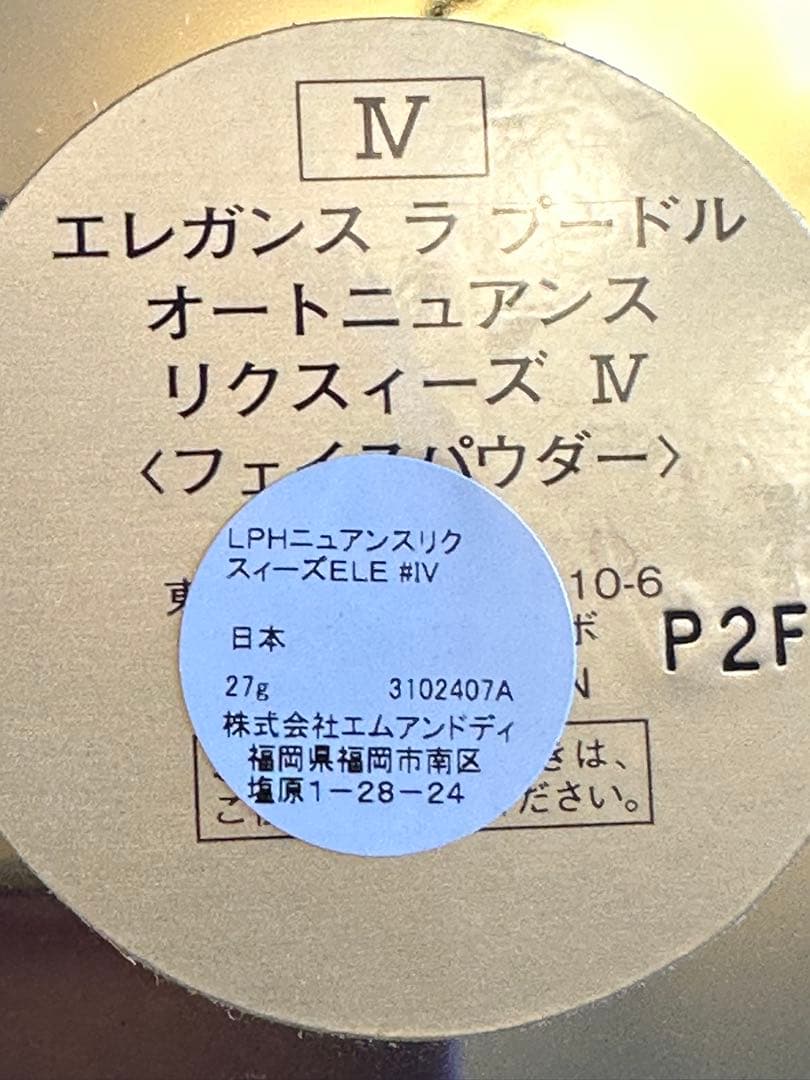 Ⅳ
エレガンス ラ プードル
オートニュアンス
リクスィーズ Ⅳ
〈フェイスパウダー〉
LPHニュアンスリク
スィーズELE #Ⅳ
10-6
日本
P2F
27g 3102407A
株式会社エムアンドディ
福岡県福岡市南区
塩原1-28-24
きは、
ださい。